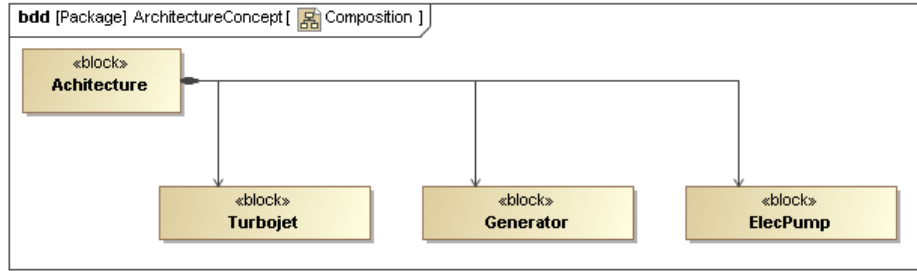 bdd [Package] ArchitectureConcept [ Composition ]
«block»
Achitecture
«block»
Turbojet
«block»
Generator
«block»
ElecPump